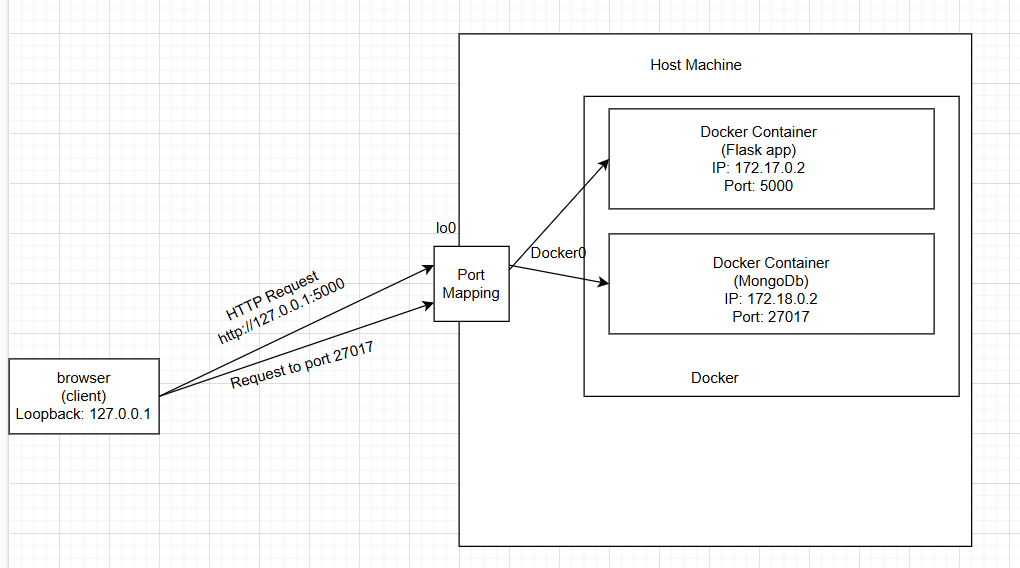 Host Machine
Docker Container
(Flask app)
IP: 172.17.0.2
Port: 5000
lo0
Docker0
Port
Mapping
Docker Container
(MongoDb)
IP: 172.18.0.2
Port: 27017
HTTP Request
http://127.0.0.1:5000
Request to port 27017
browser
(client)
Loopback: 127.0.0.1
Docker